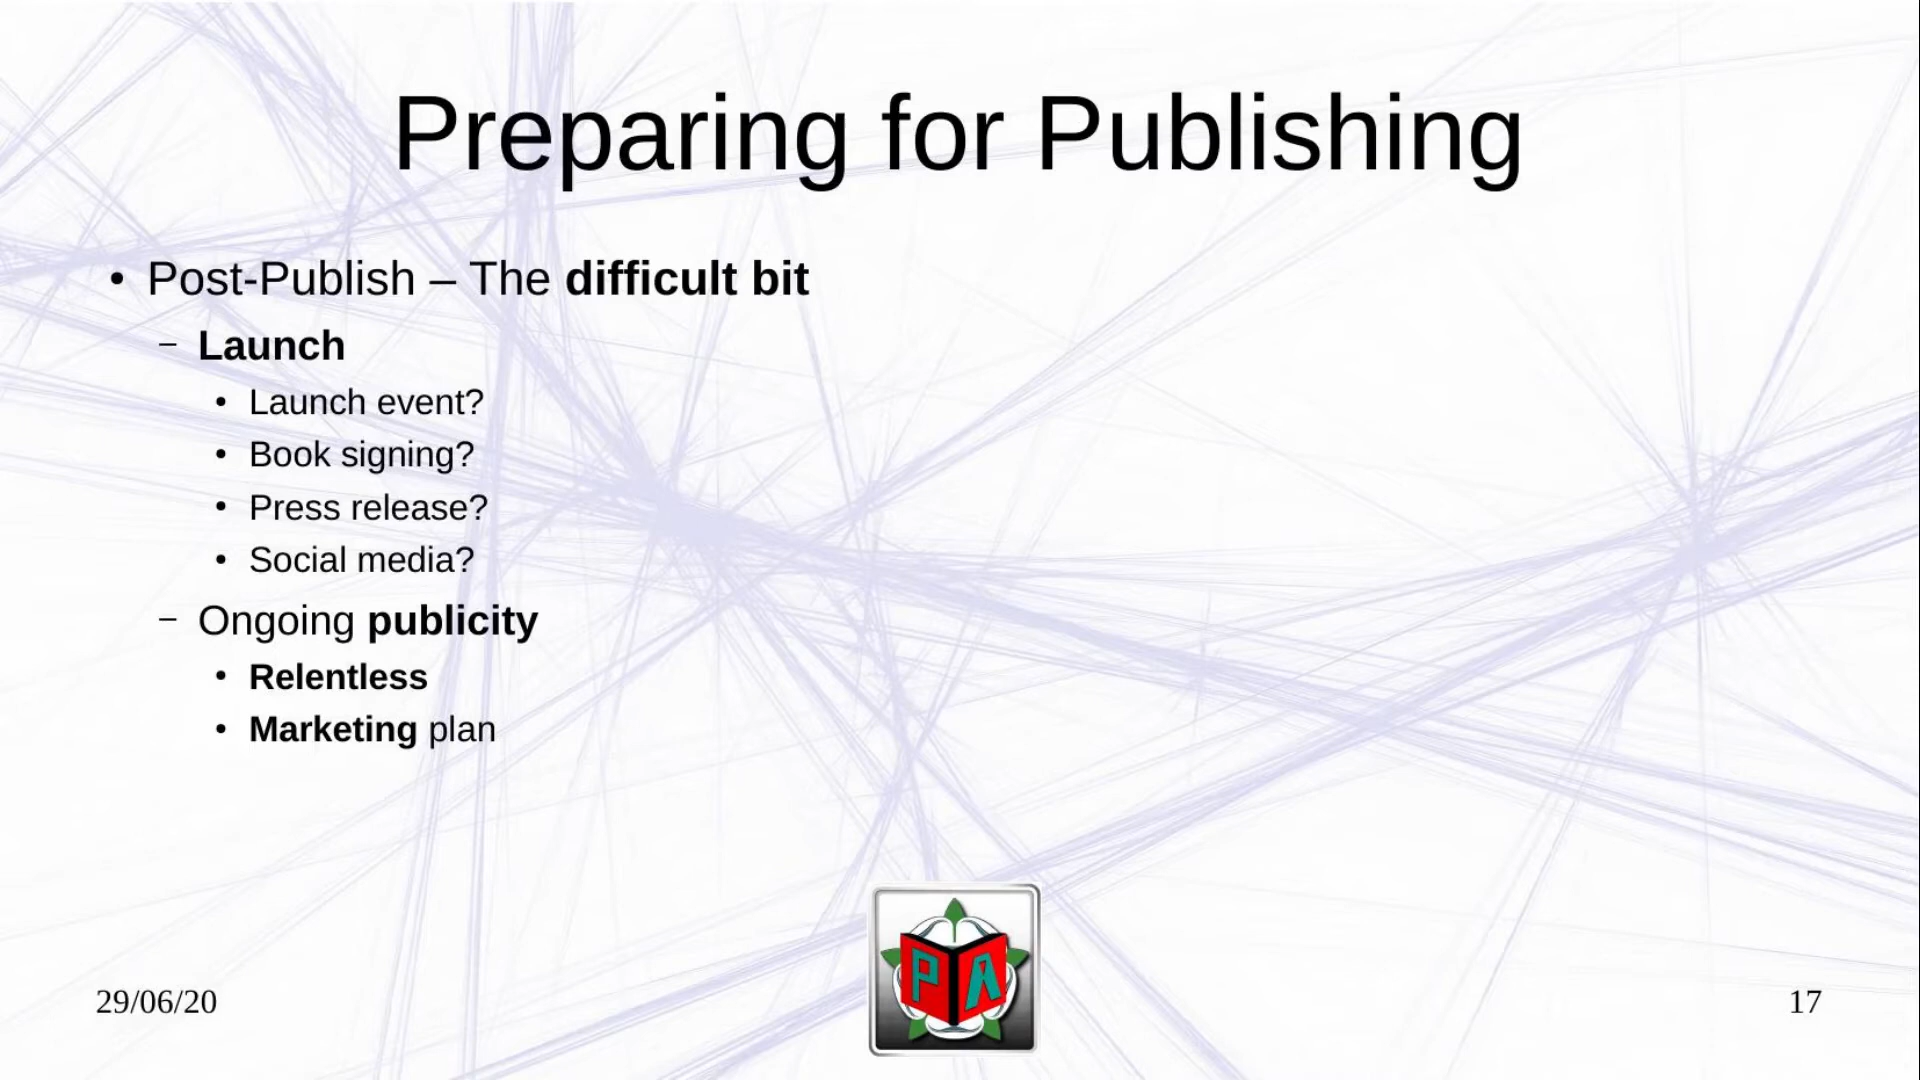 Preparing for Publishing
• Post-Publish – The difficult bit
– Launch
• Launch event?
• Book signing?
• Press release?
• Social media?
– Ongoing publicity
• Relentless
• Marketing plan
P A
29/06/20
17